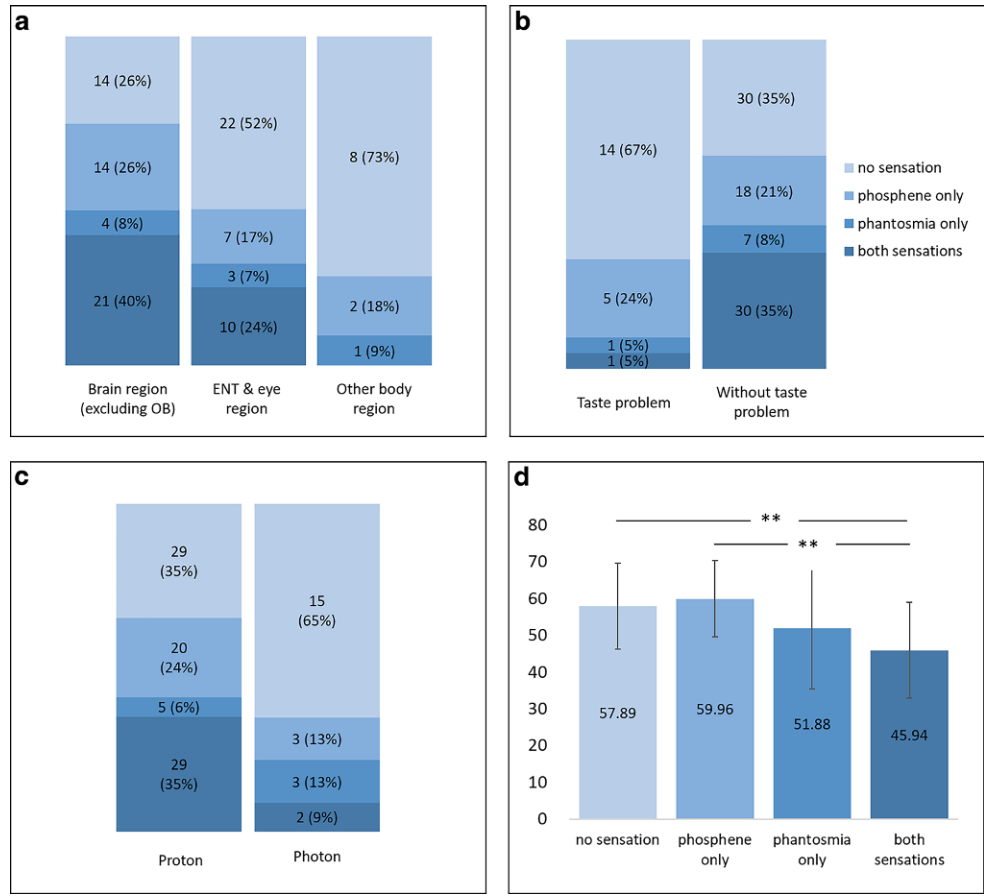 a
14 (26%)
14 (26%)
4 (8%)
21 (40%)
22 (52%)
7 (17%)
3 (7%)
10 (24%)
8 (73%)
2 (18%)
1 (9%)
Brain region
(excluding OB)
ENT & eye
region
Other body
region
b
14 (67%)
5 (24%)
1 (5%)
1 (5%)
30 (35%)
18 (21%)
7 (8%)
30 (35%)
Taste problem
Without taste
problem
no sensation
phosphene only
phantosmia only
both sensations
c
29
(35%)
20
(24%)
5 (6%)
29
(35%)
15
(65%)
3 (13%)
3 (13%)
2 (9%)
Proton
Photon
d
80
70
60
50
40
30
20
10
0
**
**
57.89
59.96
51.88
45.94
no sensation
phosphene
only
phantosmia
only
both
sensations